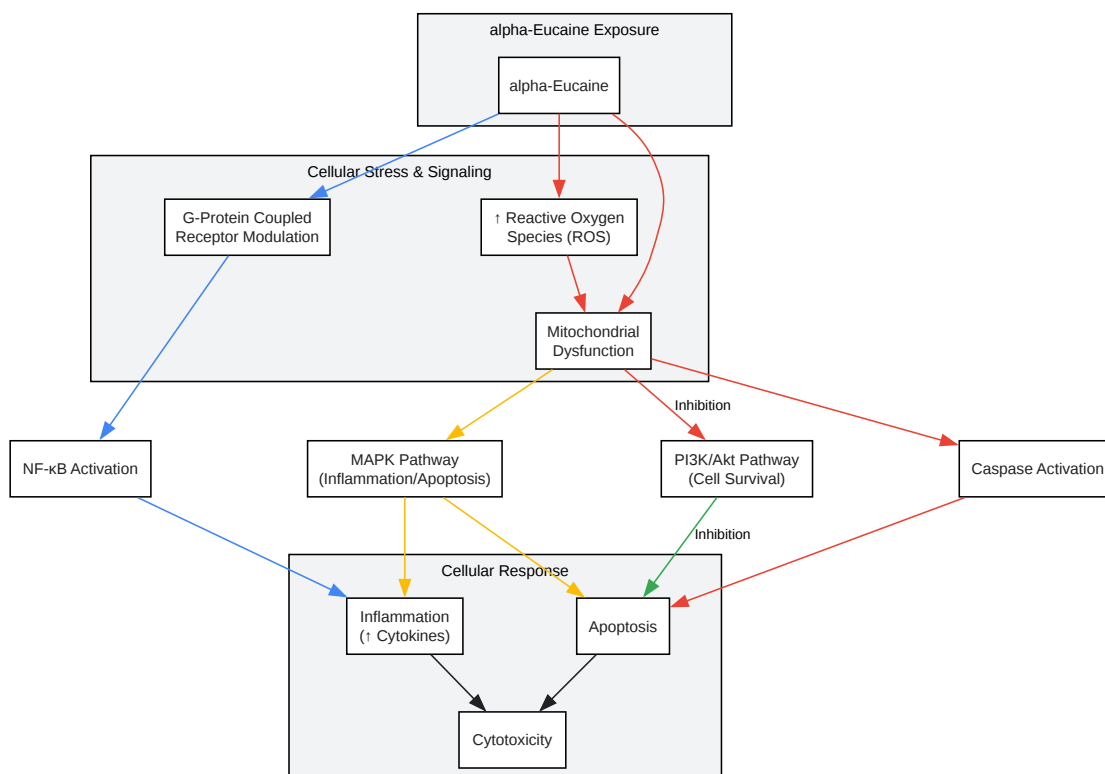 alpha-Eucaine Exposure
alpha-Eucaine
Cellular Stress & Signaling
G-Protein Coupled
Receptor Modulation
↑ Reactive Oxygen
Species (ROS)
Mitochondrial
Dysfunction
Inhibition
NF-κB Activation
MAPK Pathway
(Inflammation/Apoptosis)
PI3K/Akt Pathway
(Cell Survival)
Caspase Activation
Inhibition
Cellular Response
Inflammation
(↑ Cytokines)
Apoptosis
Cytotoxicity